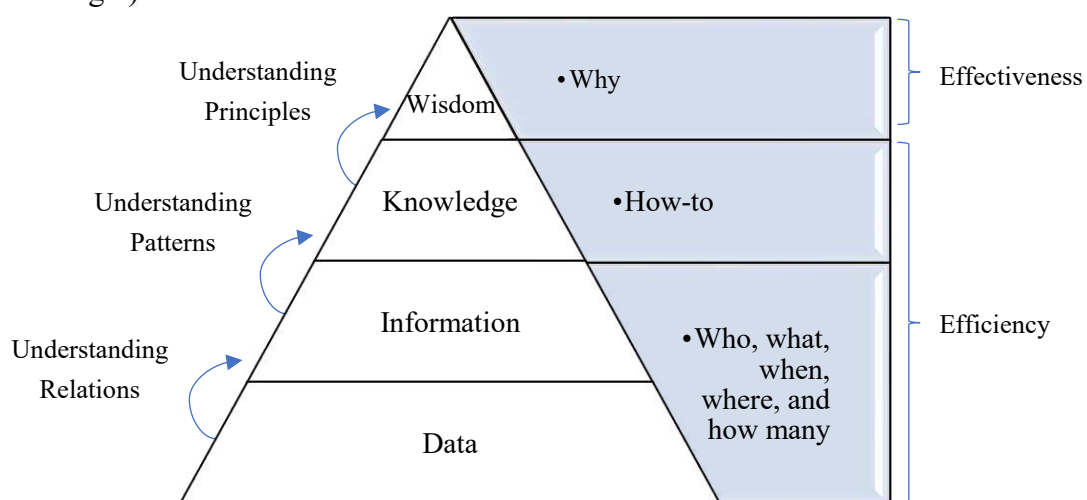 Understanding
Principles
Wisdom
•Why
Effectiveness
Understanding
Patterns
Knowledge
•How-to
Understanding
Relations
Information
•Who, what,
when,
where, and
how many
Efficiency
Data